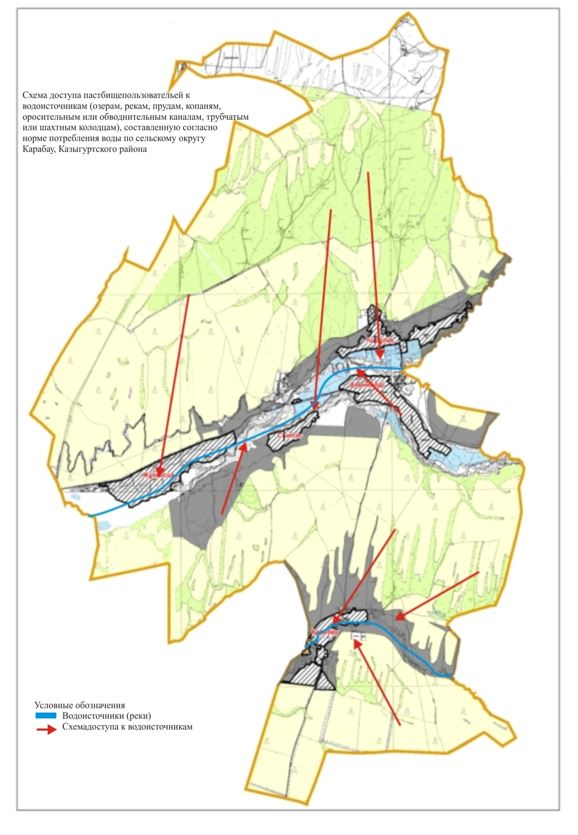 Схема доступа пастбищепользователей к
водоисточникам (озерам, рекам, прудам, копаням,
оросительным или обводнительным каналам, трубчатым
или шахтным колодцам), составленную согласно
норме потребления воды по сельскому округу
Карабау, Казыгуртского района
Условные обозначения
Водоисточники (реки)
Схемадоступа к водоисточникам